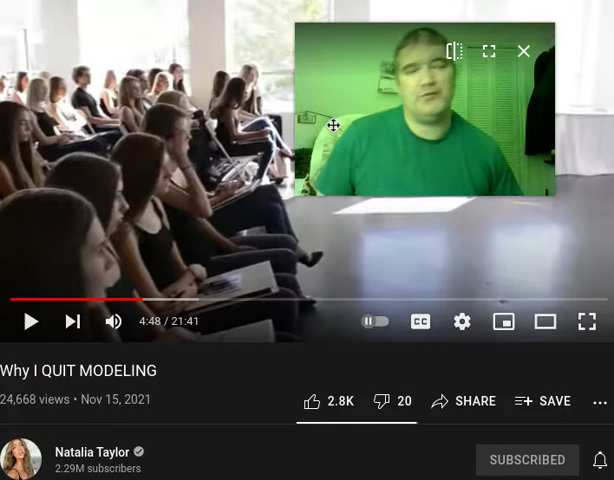 4:48 / 21:41
CC
Why I QUIT MODELING
24,668 views • Nov 15, 2021
2.8K 20 SHARE SAVE
Natalia Taylor
2.29M subscribers
SUBSCRIBED